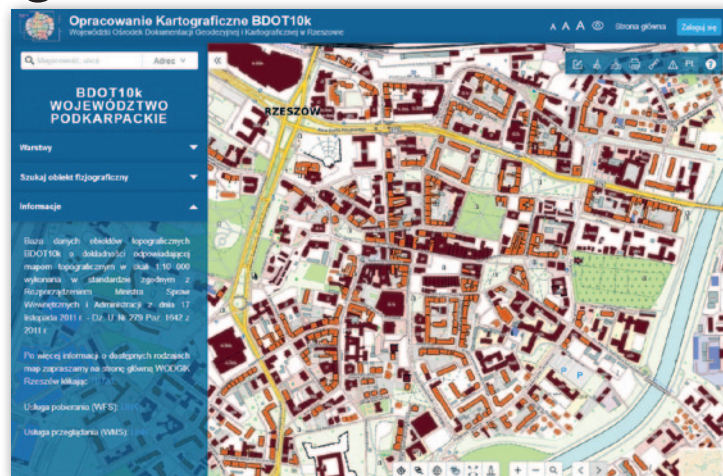 Opracowanie Kartograficzne BDOT10k
Wojewódzki Ośrodek Dokumentacji Geodezyjnej i Kartograficznej w Rzeszowie
A A A
Strona główna
Zaloguj się
Miejscowość, ulica
Adres
BDOT10k
WOJEWÓDZTWO
PODKARPACKIE
Warstwy
Szukaj obiekt fizjograficzny
Informacje
Baza danych obiektów topograficznych
BDOT10k o dokładności odpowiadającej
mapom topograficznym w skali 1:10 000
wykonana w standardzie zgodnym z
Rozporządzeniem Ministra Spraw
Wewnętrznych i Administracji z dnia 17
listopada 2011 r. - Dz. U. Nr 279 Poz. 1642 z
2011 r.
Po więcej informacji o dostępnych rodzajach
map zapraszamy na stronę główną WODGIK
Rzeszów klikając
Usługa pobierania (WFS):
Usługa przeglądania (WMS):
RZESZÓW
PL
P P